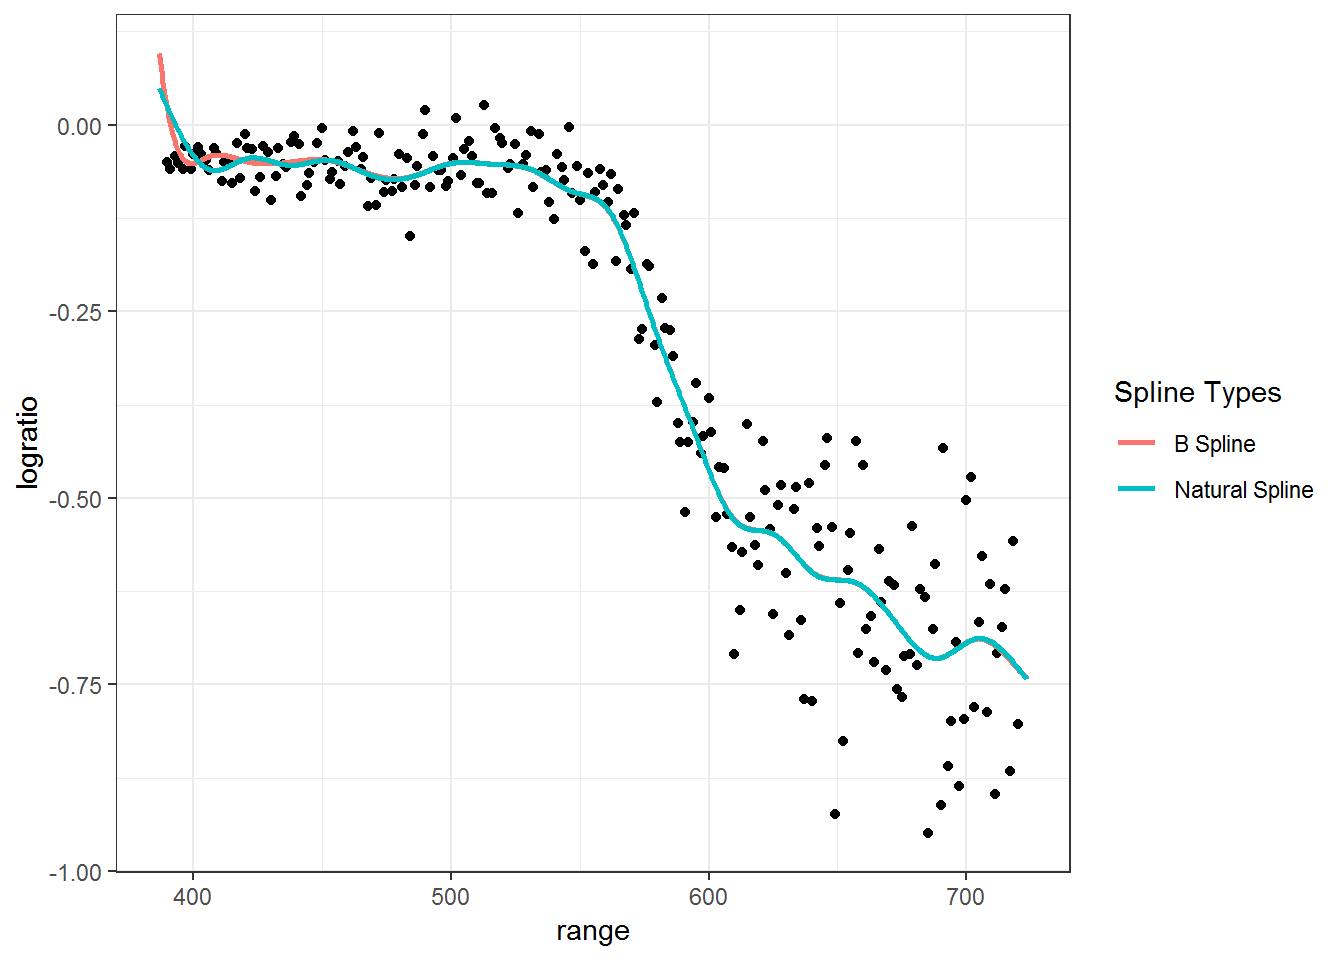 0.00
-0.25
-0.50
-0.75
-1.00
logratio
400 500 600 700
range
Spline Types
B Spline
Natural Spline